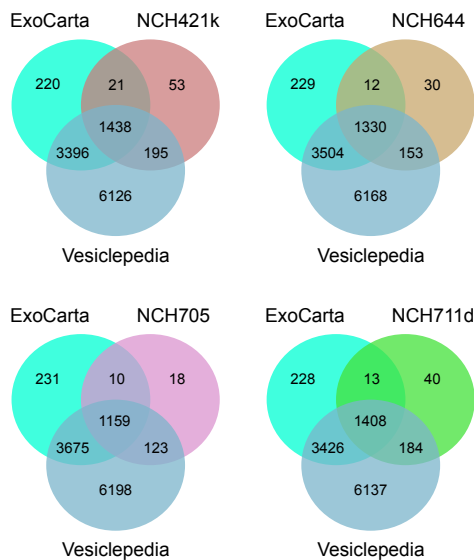 ExoCarta NCH421k
220 21 53
1438
3396 195
6126
Vesiclepedia
ExoCarta NCH644
229 12 30
1330
3504 153
6168
Vesiclepedia
ExoCarta NCH705
231 10 18
1159
3675 123
6198
Vesiclepedia
ExoCarta NCH711d
228 13 40
1408
3426 184
6137
Vesiclepedia